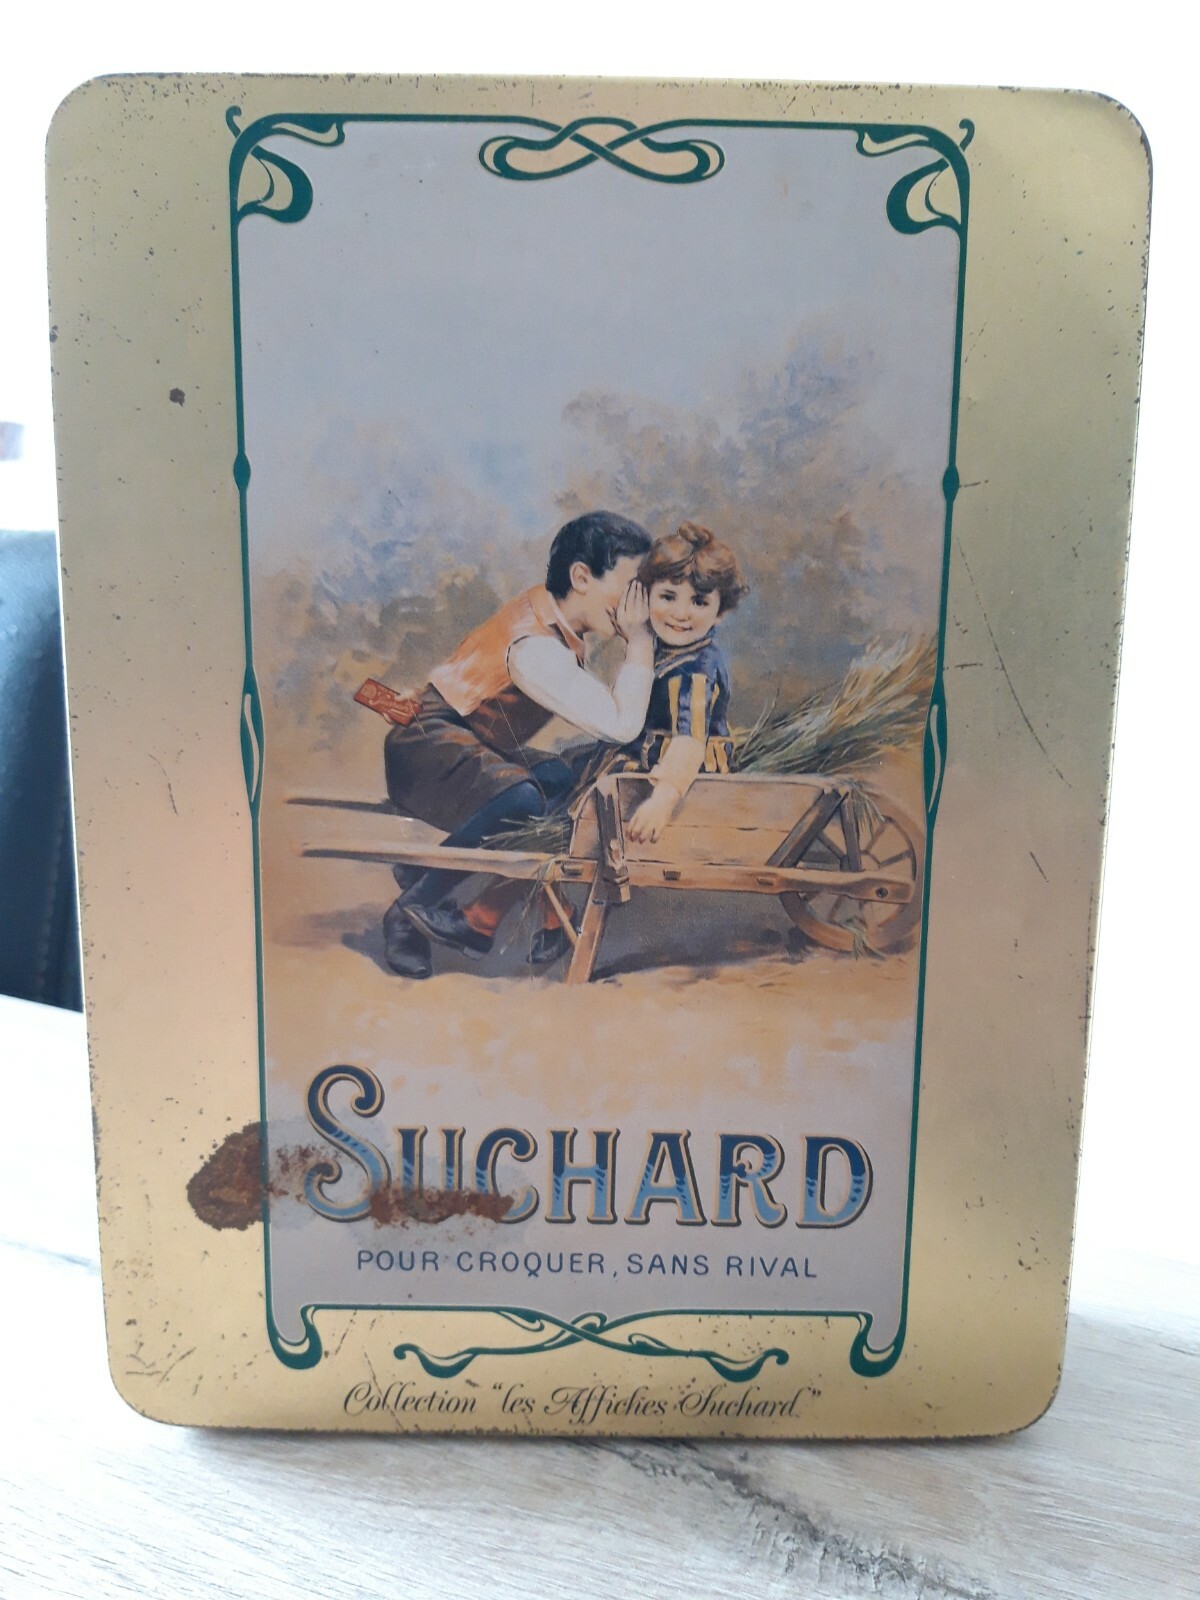 SUCHARD
POUR CROQUER, SANS RIVAL
Collection "les Affiches Suchard"